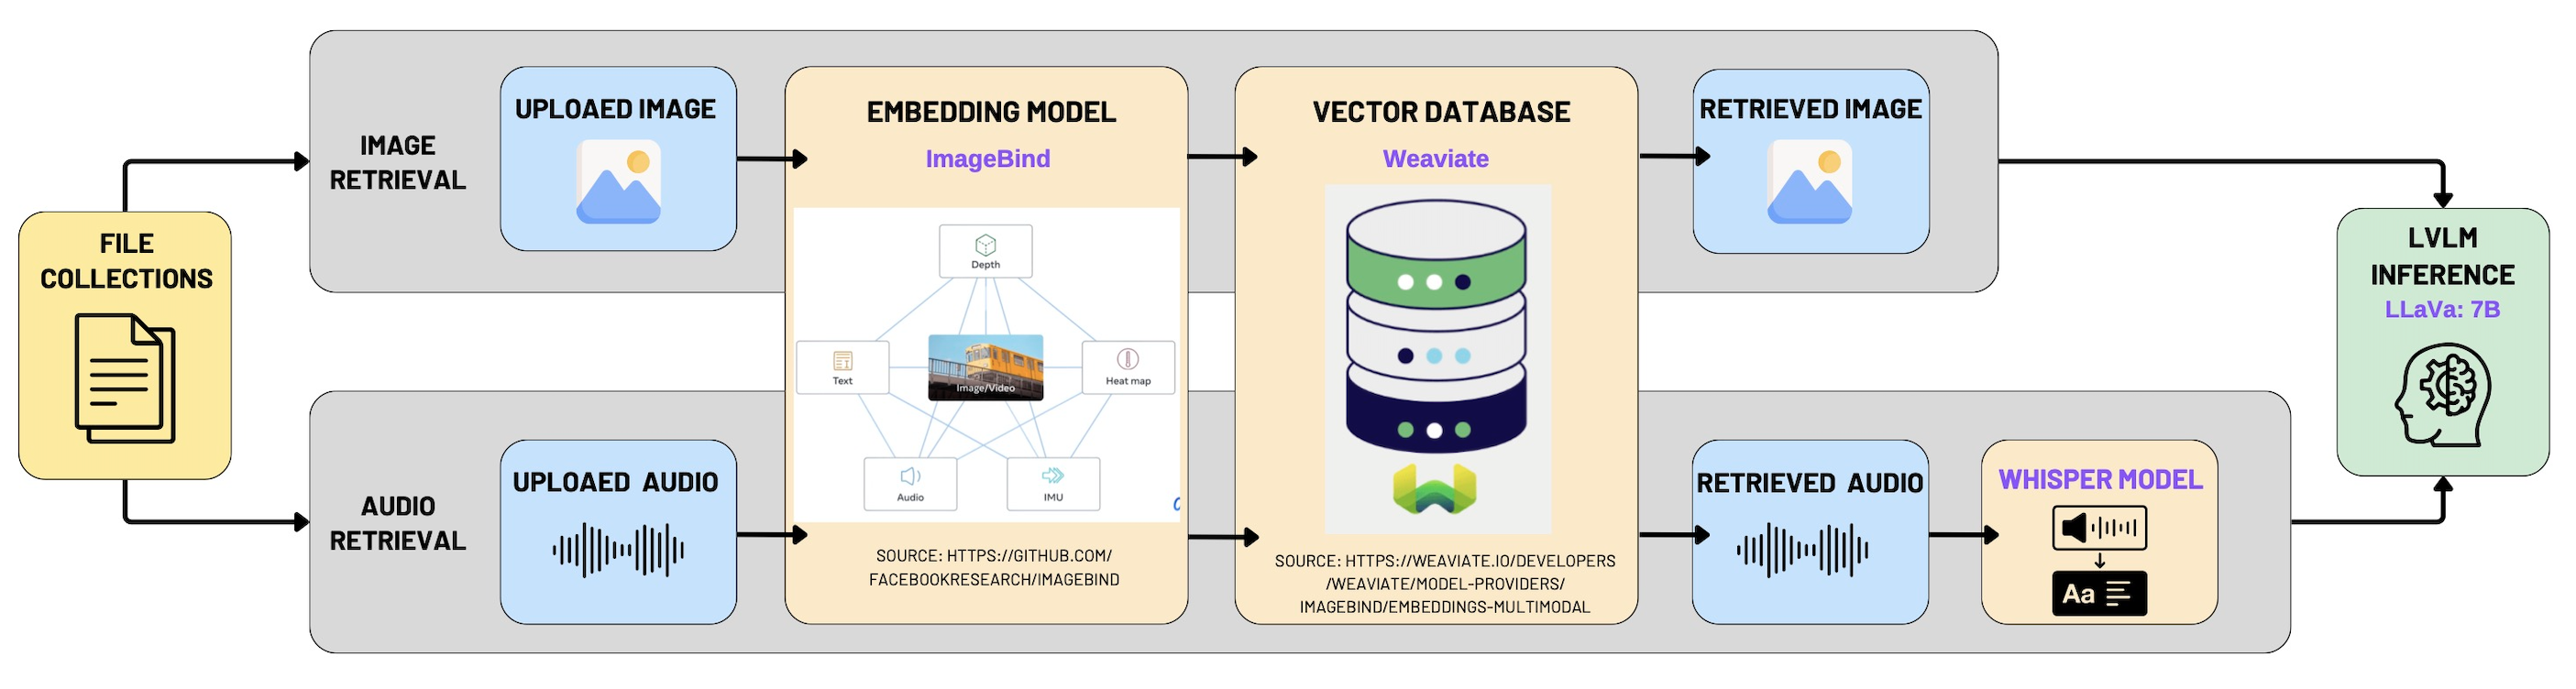 FILE
COLLECTIONS
IMAGE
RETRIEVAL
UPLOAED IMAGE
EMBEDDING MODEL
ImageBind
Depth
Text
Image/Video
Heat map
Audio
IMU
SOURCE: HTTPS://GITHUB.COM/
FACEBOOKRESEARCH/IMAGEBIND
VECTOR DATABASE
Weaviate
SOURCE: HTTPS://WEAVIATE.IO/DEVELOPERS
/WEAVIATE/MODEL-PROVIDERS/
IMAGEBIND/EMBEDDINGS-MULTIMODAL
RETRIEVED IMAGE
AUDIO
RETRIEVAL
UPLOAED AUDIO
RETRIEVED AUDIO
WHISPER MODEL
Aa
LVLM
INFERENCE
LLaVa: 7B